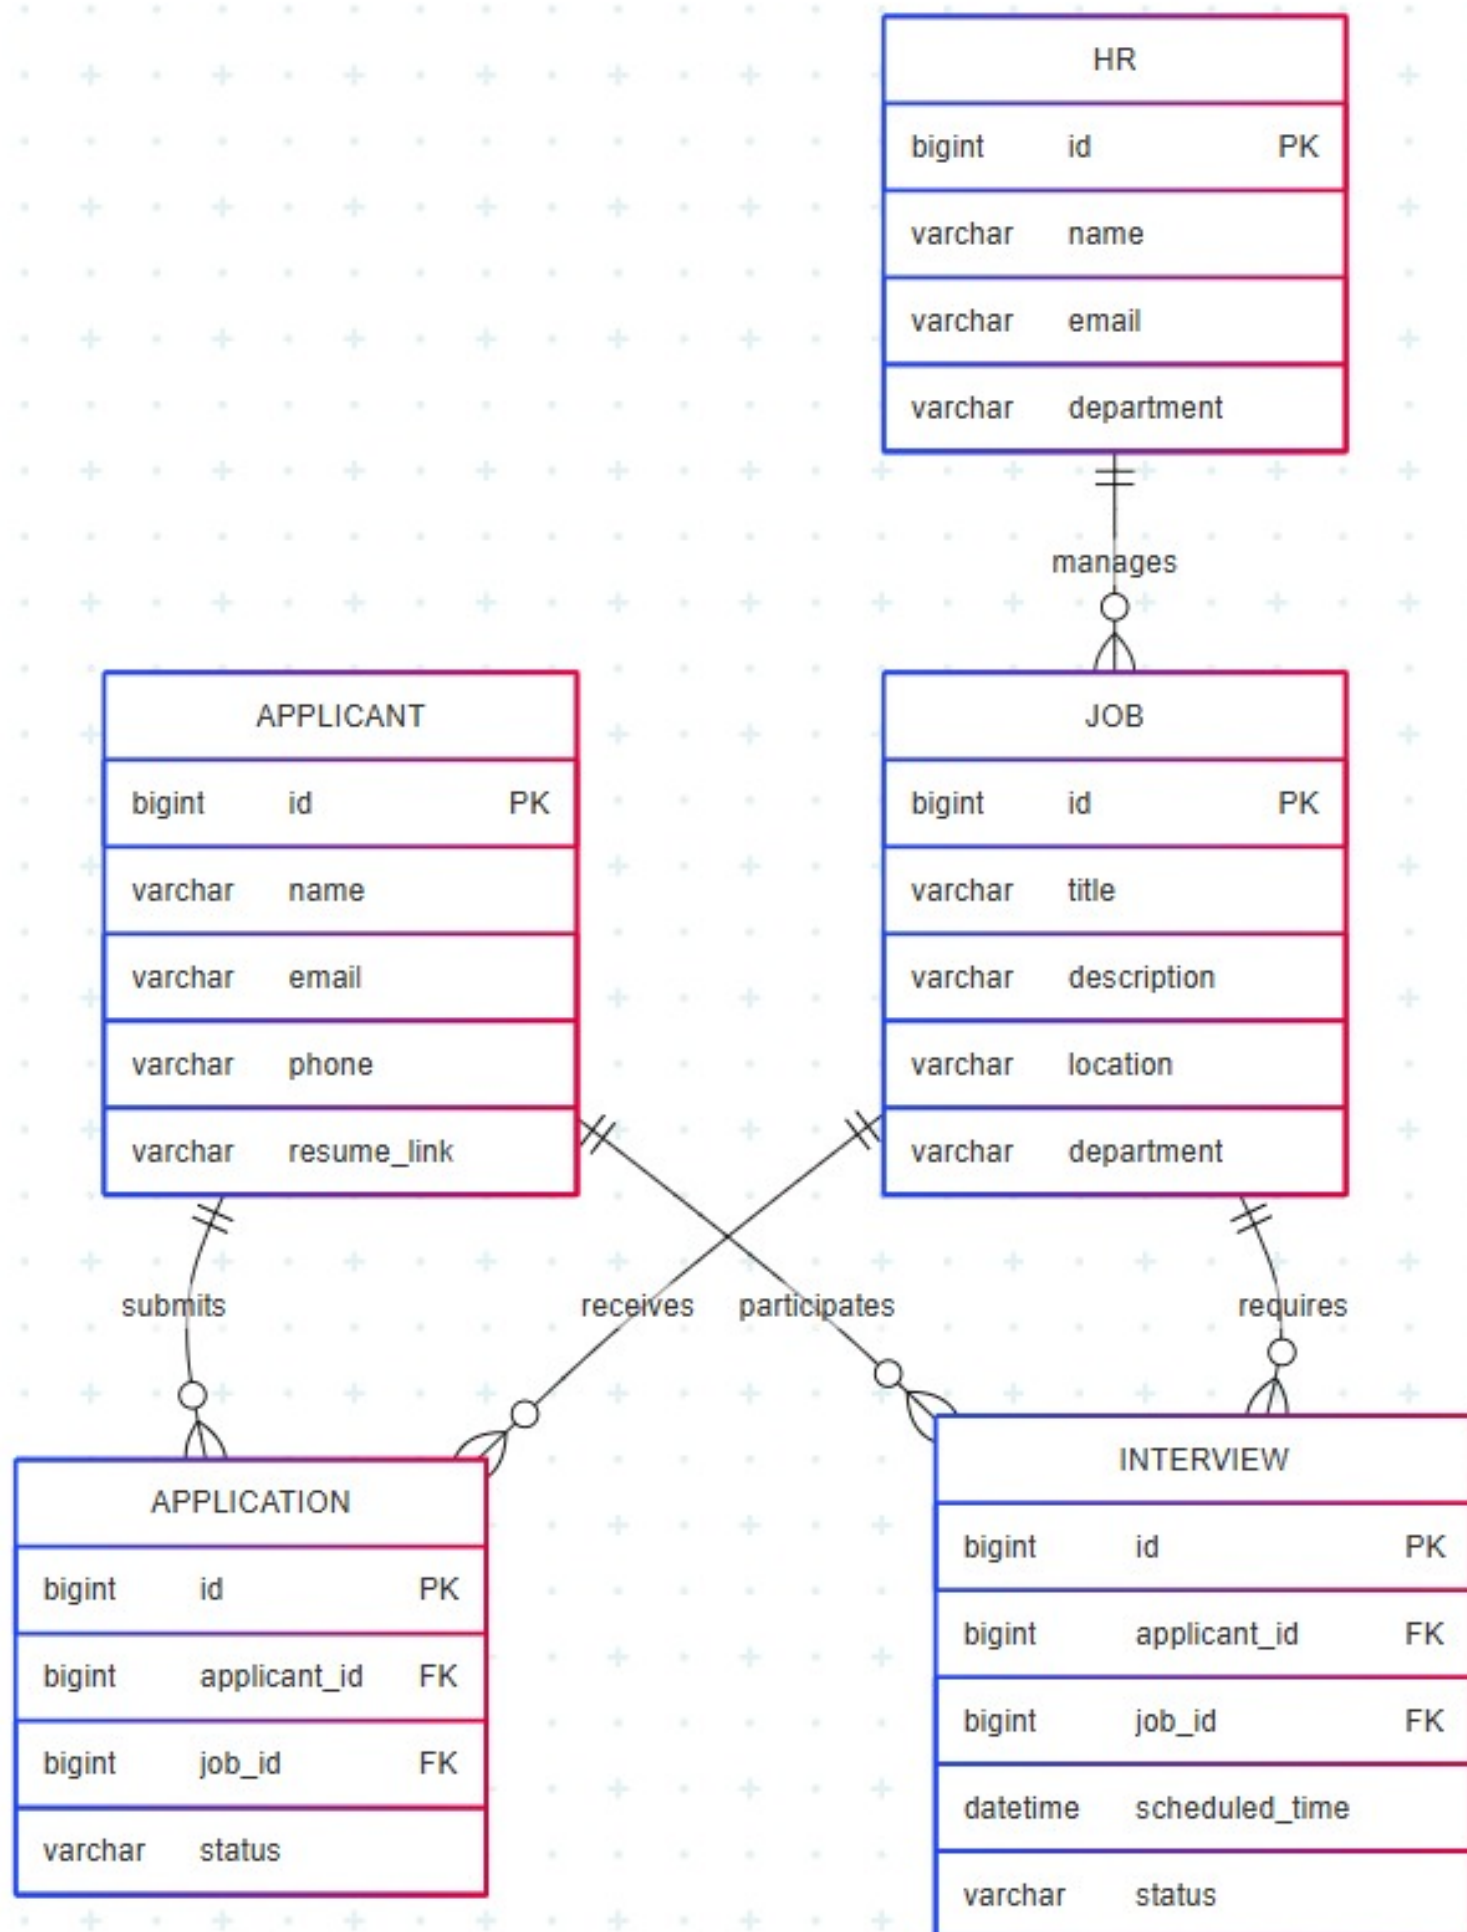 HR
bigint id PK
varchar name
varchar email
varchar department
manages
APPLICANT
bigint id PK
varchar name
varchar email
varchar phone
varchar resume_link
JOB
bigint id PK
varchar title
varchar description
varchar location
varchar department
submits
receives
participates
requires
APPLICATION
bigint id PK
bigint applicant_id FK
bigint job_id FK
varchar status
INTERVIEW
bigint id PK
bigint applicant_id FK
bigint job_id FK
datetime scheduled_time
varchar status